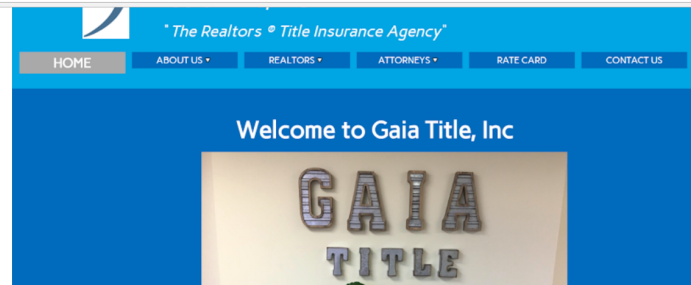 " The Realtors ® Title Insurance Agency"
HOME ABOUT US ▾ REALTORS ▾ ATTORNEYS ▾ RATE CARD CONTACT US
Welcome to Gaia Title, Inc
GAIA
TITLE